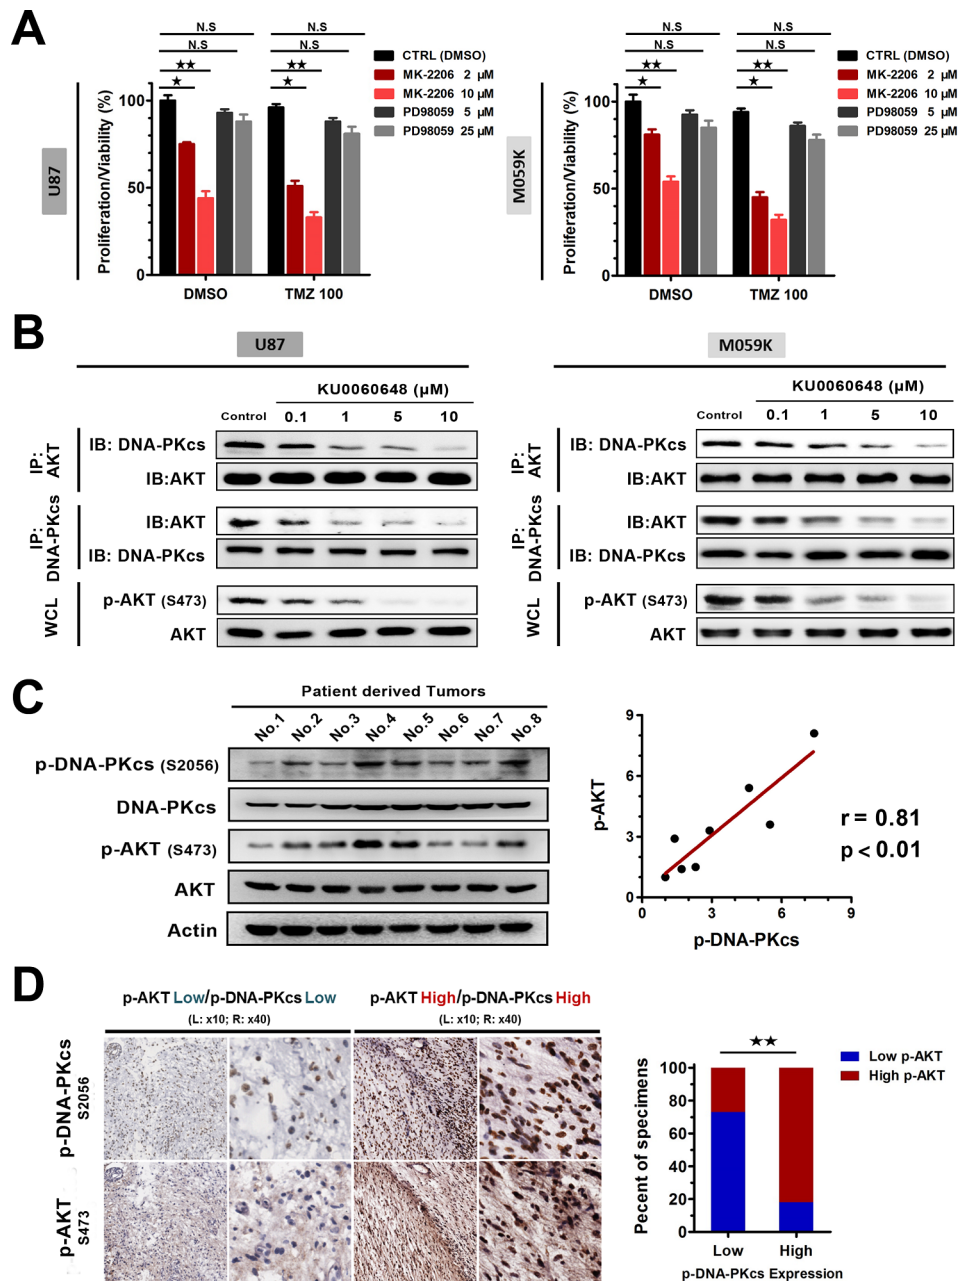 A
N.S
N.S
★★
★
N.S
N.S
★★
★
CTRL (DMSO)
MK-2206 2 µM
MK-2206 10 µM
PD98059 5 µM
PD98059 25 µM
U87
Proliferation/Viability (%)
100
50
0
DMSO
TMZ 100
N.S
N.S
★★
★
N.S
N.S
★★
★
CTRL (DMSO)
MK-2206 2 µM
MK-2206 10 µM
PD98059 5 µM
PD98059 25 µM
M059K
Proliferation/Viability (%)
100
50
0
DMSO
TMZ 100
B
U87
KU0060648 (µM)
Control 0.1 1 5 10
IP: AKT
IB: DNA-PKcs
IB:AKT
IP: DNA-PKcs
IB:AKT
IB: DNA-PKcs
WCL
p-AKT (S473)
AKT
M059K
KU0060648 (µM)
Control 0.1 1 5 10
IP: AKT
IB: DNA-PKcs
IB:AKT
IP: DNA-PKcs
IB:AKT
IB: DNA-PKcs
WCL
p-AKT (S473)
AKT
C
Patient derived Tumors
No.1 No.2 No.3 No.4 No.5 No.6 No.7 No.8
p-DNA-PKcs (S2056)
DNA-PKcs
p-AKT (S473)
AKT
Actin
p-AKT
9
6
3
0
0 3 6 9
p-DNA-PKcs
r = 0.81
p < 0.01
D
p-AKT Low/p-DNA-PKcs Low
(L: x10; R: x40)
p-AKT High/p-DNA-PKcs High
(L: x10; R: x40)
p-DNA-PKcs
S2056
p-AKT
S473
★★
Low p-AKT
High p-AKT
Pecent of specimens
100
80
60
40
20
0
Low High
p-DNA-PKcs Expression